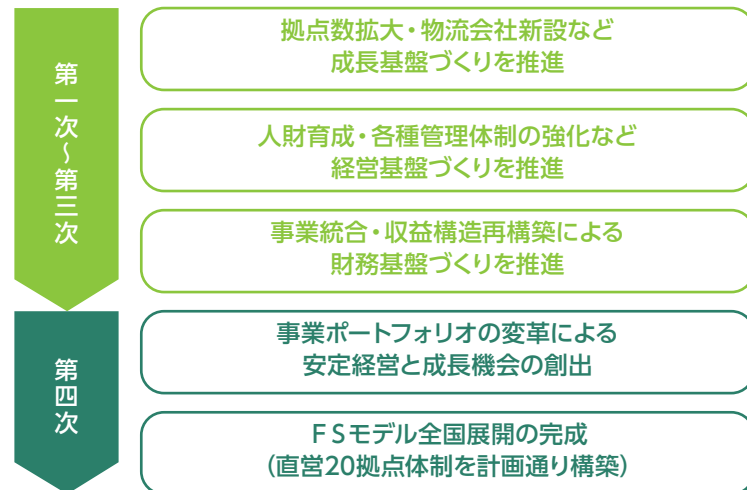 第一次～第三次
拠点数拡大・物流会社新設など
成長基盤づくりを推進
人財育成・各種管理体制の強化など
経営基盤づくりを推進
事業統合・収益構造再構築による
財務基盤づくりを推進
第四次
事業ポートフォリオの変革による
安定経営と成長機会の創出
FSモデル全国展開の完成
(直営20拠点体制を計画通り構築)